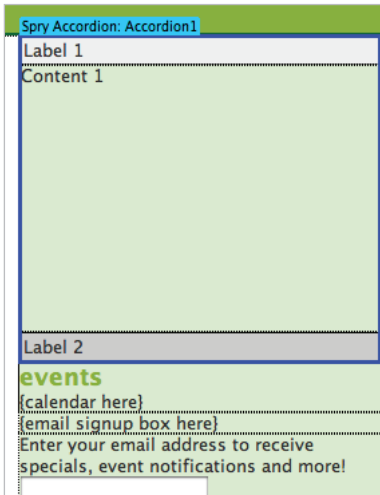 Spry Accordion: Accordion1
Label 1
Content 1
Label 2
events
{calendar here}
{email signup box here}
Enter your email address to receive
specials, event notifications and more!